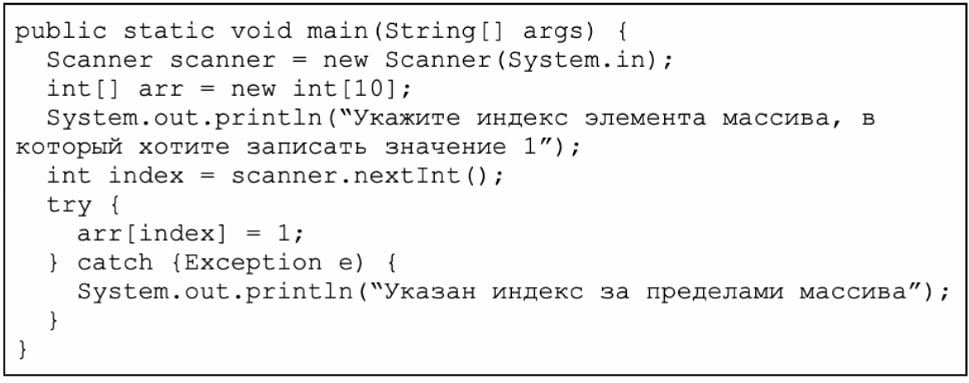 public static void main(String[] args) {
  Scanner scanner = new Scanner(System.in);
  int[] arr = new int[10];
  System.out.println(“Укажите индекс элемента массива, в
который хотите записать значение 1”);
  int index = scanner.nextInt();
  try {
    arr[index] = 1;
  } catch {Exception e) {
    System.out.println(“Указан индекс за пределами массива”);
  }
}